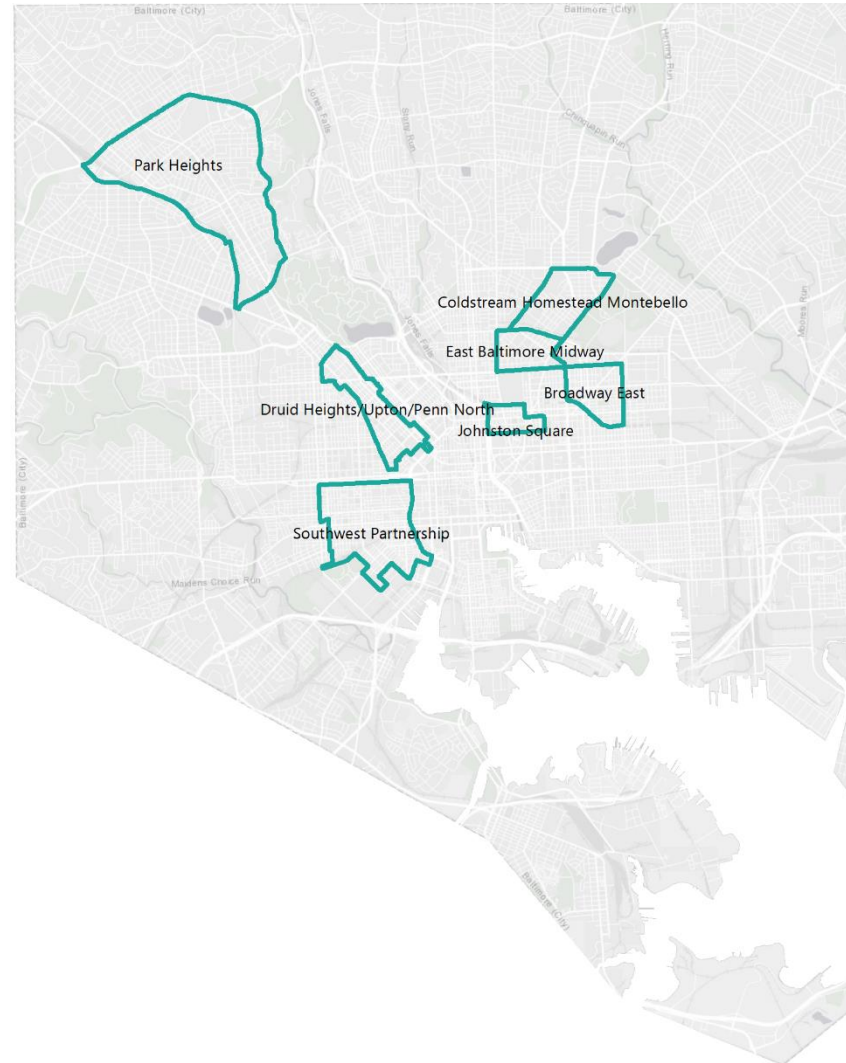 Baltimore (City)
Baltimore (City)
Herring Run
Jones Falls
Stony Run
Chinquapin Run
Park Heights
Moores Run
Coldstream Homestead Montebello
Jones Falls
East Baltimore Midway
Broadway East
Druid Heights/Upton/Penn North
Johnston Square
Baltimore (City)
Southwest Partnership
Maidens Choice Run
Baltimore (City)